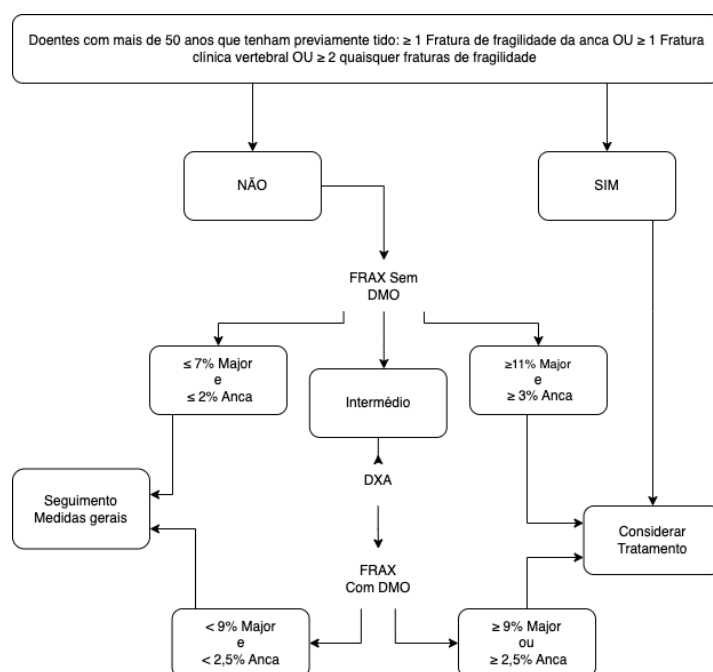 Doentes com mais de 50 anos que tenham previamente tido: ≥ 1 Fratura de fragilidade da anca OU ≥ 1 Fratura
clínica vertebral OU ≥ 2 quaisquer fraturas de fragilidade
NÃO
SIM
FRAX Sem
DMO
≤ 7% Major
e
≤ 2% Anca
Intermédio
≥11% Major
e
≥ 3% Anca
DXA
Seguimento
Medidas gerais
Considerar
Tratamento
FRAX
Com DMO
< 9% Major
e
< 2,5% Anca
≥ 9% Major
ou
≥ 2,5% Anca